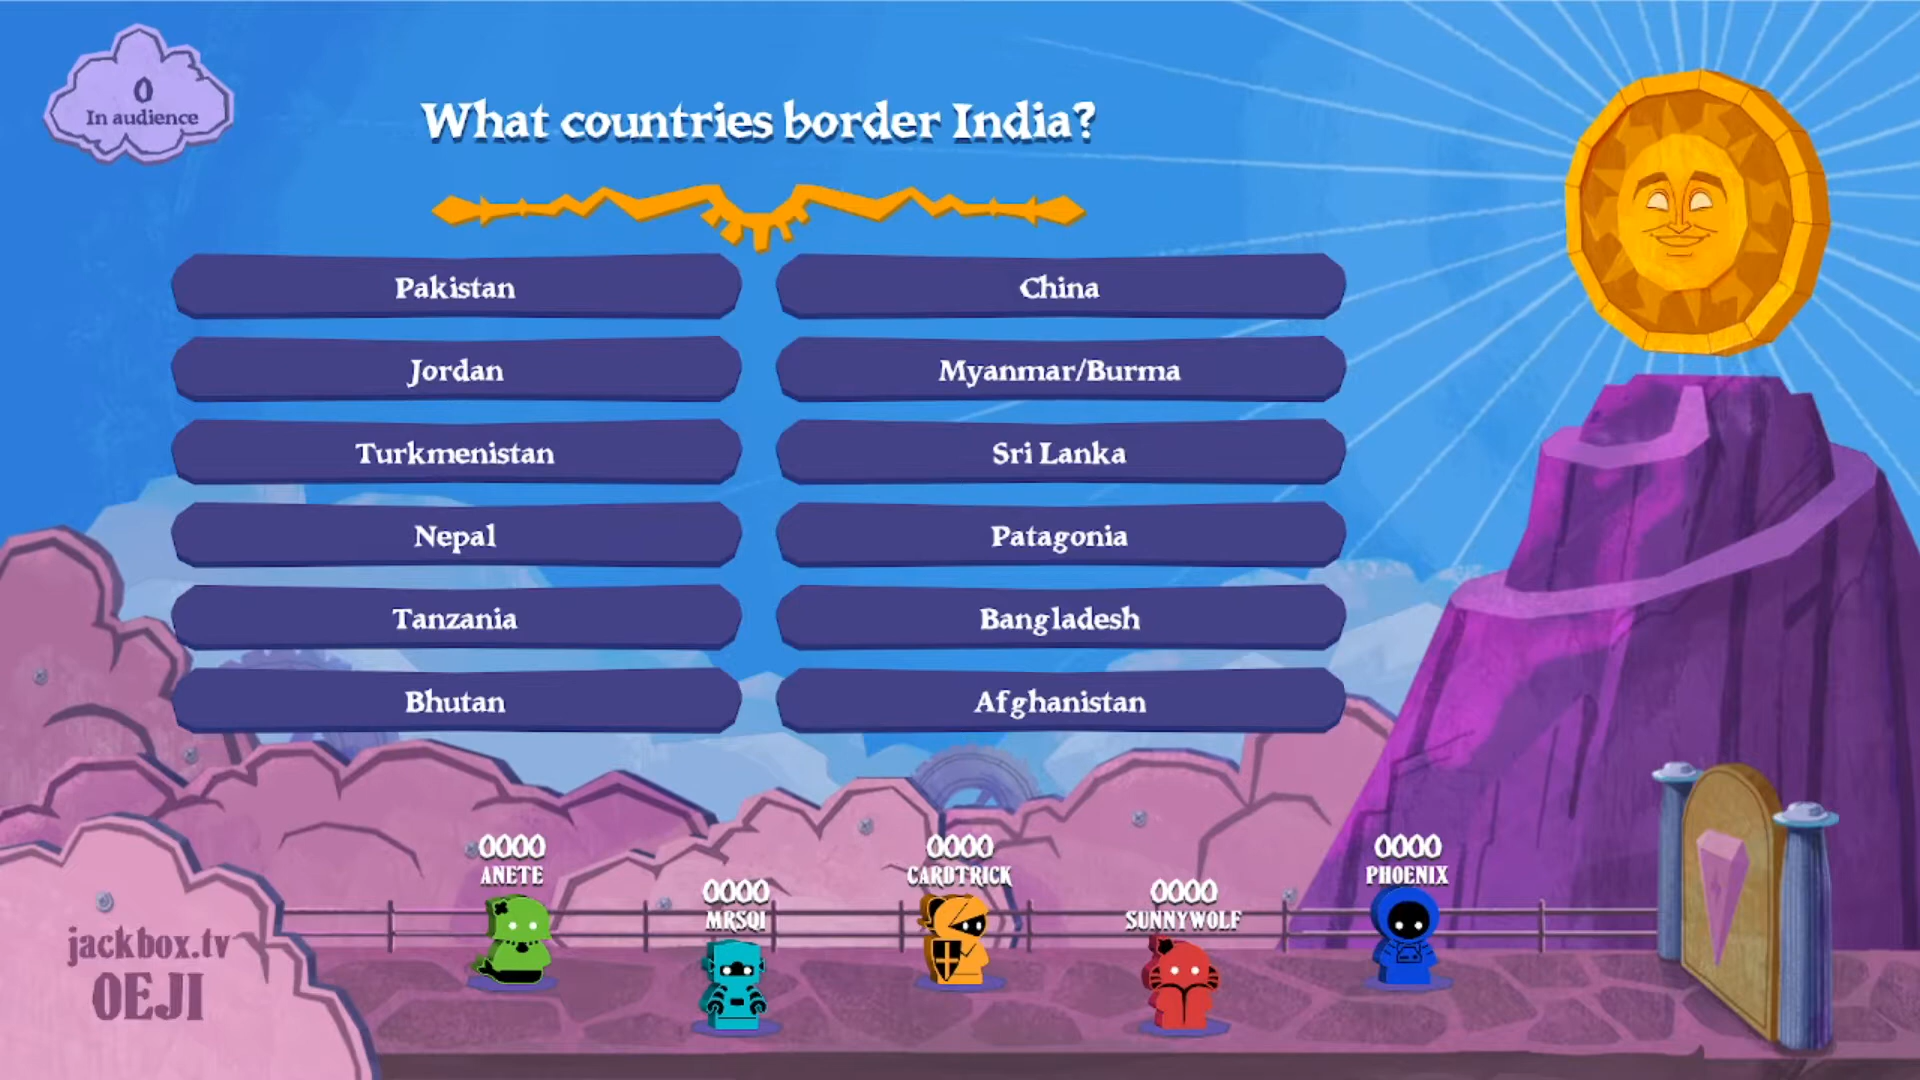 0
In audience
What countries border India?
Pakistan
China
Jordan
Myanmar/Burma
Turkmenistan
Sri Lanka
Nepal
Patagonia
Tanzania
Bangladesh
Bhutan
Afghanistan
0000
ANETE
0000
MRSQI
0000
CARDTRICK
0000
SUNNYWOLF
0000
PHOENIX
jackbox.tv
OEJI